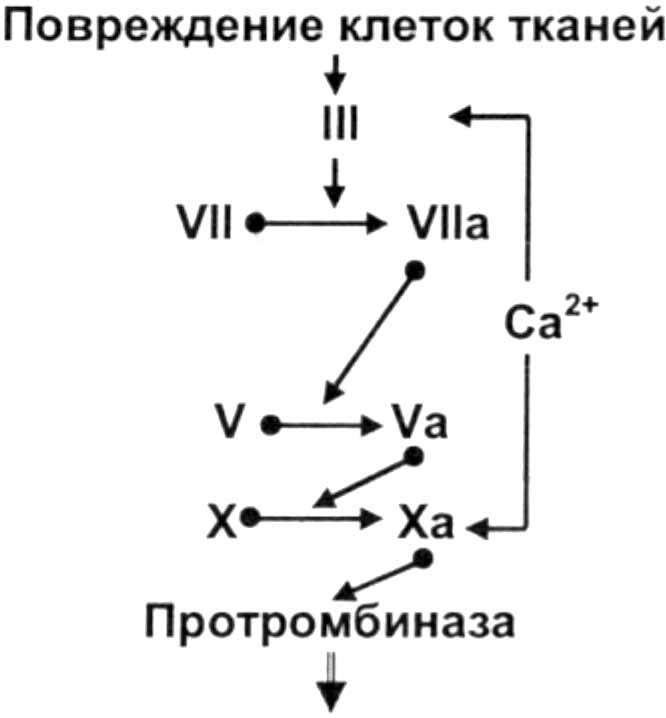 Повреждение клеток тканей
III
VII VIIa
Ca²⁺
V Va
X Xa
Протромбиназа